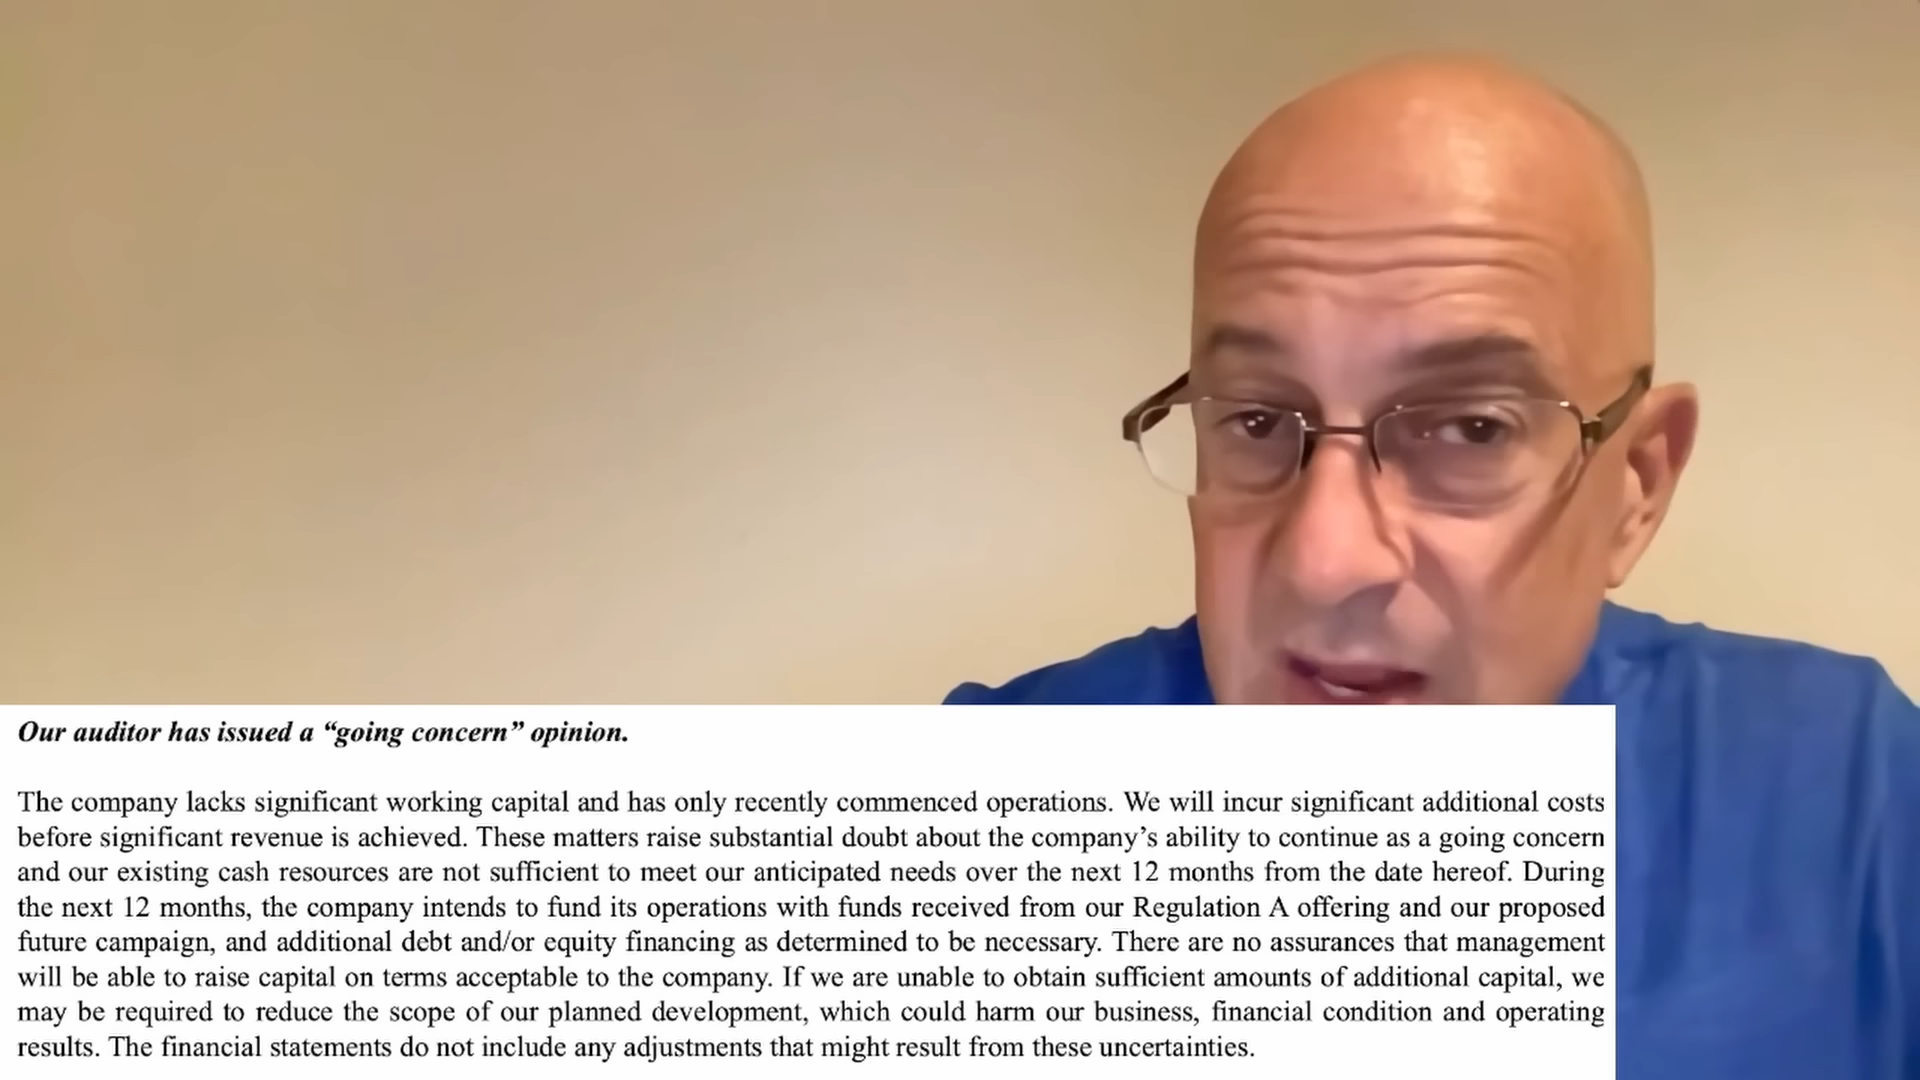 Our auditor has issued a “going concern” opinion.
The company lacks significant working capital and has only recently commenced operations. We will incur significant additional costs
before significant revenue is achieved. These matters raise substantial doubt about the company’s ability to continue as a going concern
and our existing cash resources are not sufficient to meet our anticipated needs over the next 12 months from the date hereof. During
the next 12 months, the company intends to fund its operations with funds received from our Regulation A offering and our proposed
future campaign, and additional debt and/or equity financing as determined to be necessary. There are no assurances that management
will be able to raise capital on terms acceptable to the company. If we are unable to obtain sufficient amounts of additional capital, we
may be required to reduce the scope of our planned development, which could harm our business, financial condition and operating
results. The financial statements do not include any adjustments that might result from these uncertainties.